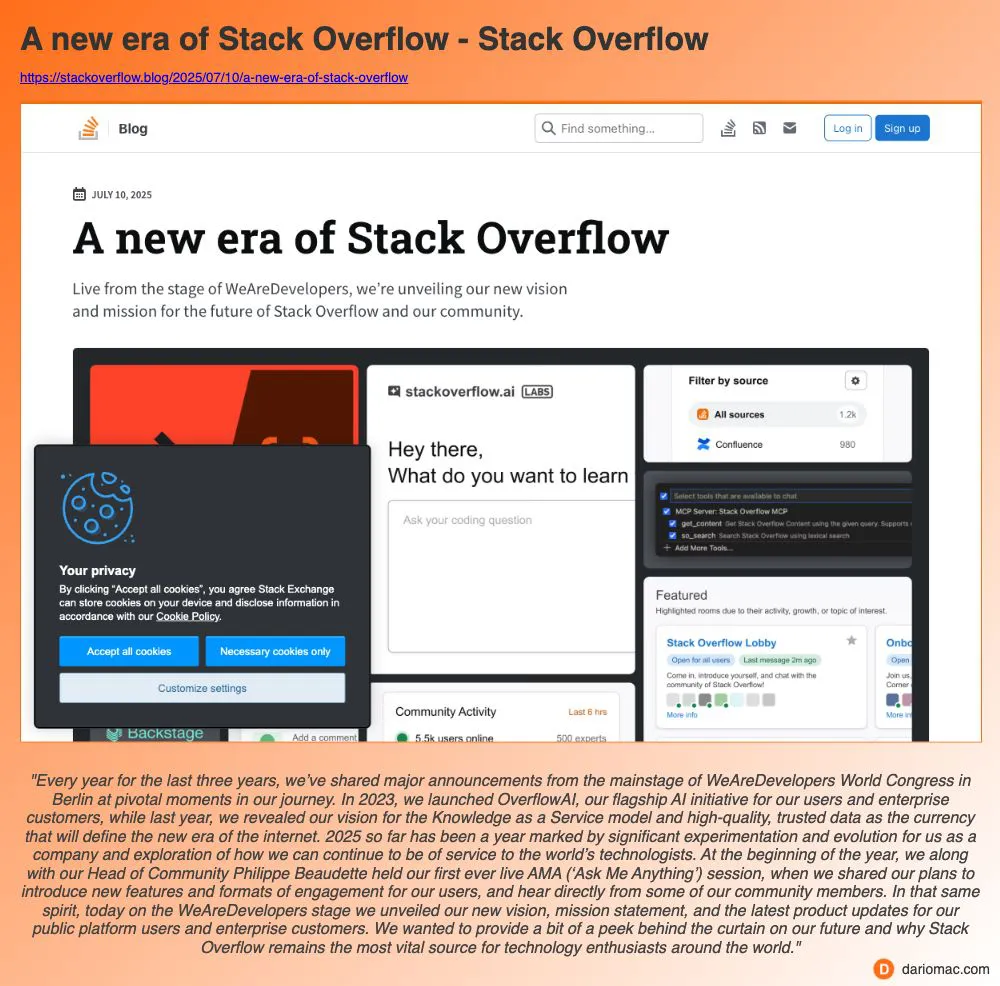 A new era of Stack Overflow - Stack Overflow
https://stackoverflow.blog/2025/07/10/a-new-era-of-stack-overflow
Blog
Find something...
Log in
Sign up
JULY 10, 2025
A new era of Stack Overflow
Live from the stage of WeAreDevelopers, we’re unveiling our new vision
and mission for the future of Stack Overflow and our community.
stackoverflow.ai LABS
Hey there,
What do you want to learn
Ask your coding question
Filter by source
All sources 1.2k
Confluence 980
Select tools that are available to chat
MCP Server: Stack Overflow MCP
get_content Get Stack Overflow Content using the given query. Supports
so_search Search Stack Overflow using lexical search
Add More Tools...
Featured
Highlighted rooms due to their activity, growth, or topic of interest.
Stack Overflow Lobby
Open for all users Last message 2m ago
Come in, introduce yourself, and chat with the
community of Stack Overflow!
More info
Onbo
Open
Join us,
Corner
More in
Your privacy
By clicking “Accept all cookies”, you agree Stack Exchange
can store cookies on your device and disclose information in
accordance with our Cookie Policy.
Accept all cookies
Necessary cookies only
Customize settings
Backstage
Add a comment
Community Activity Last 6 hrs
5.5k users online 500 experts
"Every year for the last three years, we’ve shared major announcements from the mainstage of WeAreDevelopers World Congress in
Berlin at pivotal moments in our journey. In 2023, we launched OverflowAI, our flagship AI initiative for our users and enterprise
customers, while last year, we revealed our vision for the Knowledge as a Service model and high-quality, trusted data as the currency
that will define the new era of the internet. 2025 so far has been a year marked by significant experimentation and evolution for us as a
company and exploration of how we can continue to be of service to the world’s technologists. At the beginning of the year, we along
with our Head of Community Philippe Beaudette held our first ever live AMA (‘Ask Me Anything’) session, when we shared our plans to
introduce new features and formats of engagement for our users, and hear directly from some of our community members. In that same
spirit, today on the WeAreDevelopers stage we unveiled our new vision, mission statement, and the latest product updates for our
public platform users and enterprise customers. We wanted to provide a bit of a peek behind the curtain on our future and why Stack
Overflow remains the most vital source for technology enthusiasts around the world."
D dariomac.com